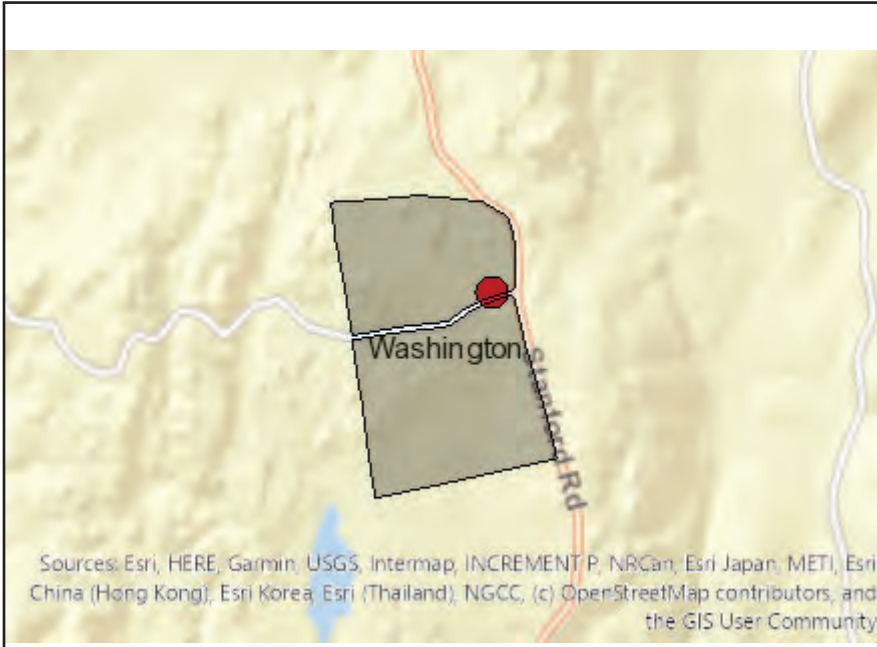 Washington
Stanford Rd
Sources: Esri, HERE, Garmin, USGS, Intermap, INCREMENT P, NRCan, Esri Japan, METI, Esri
China (Hong Kong), Esri Korea, Esri (Thailand), NGCC, (c) OpenStreetMap contributors, and
the GIS User Community